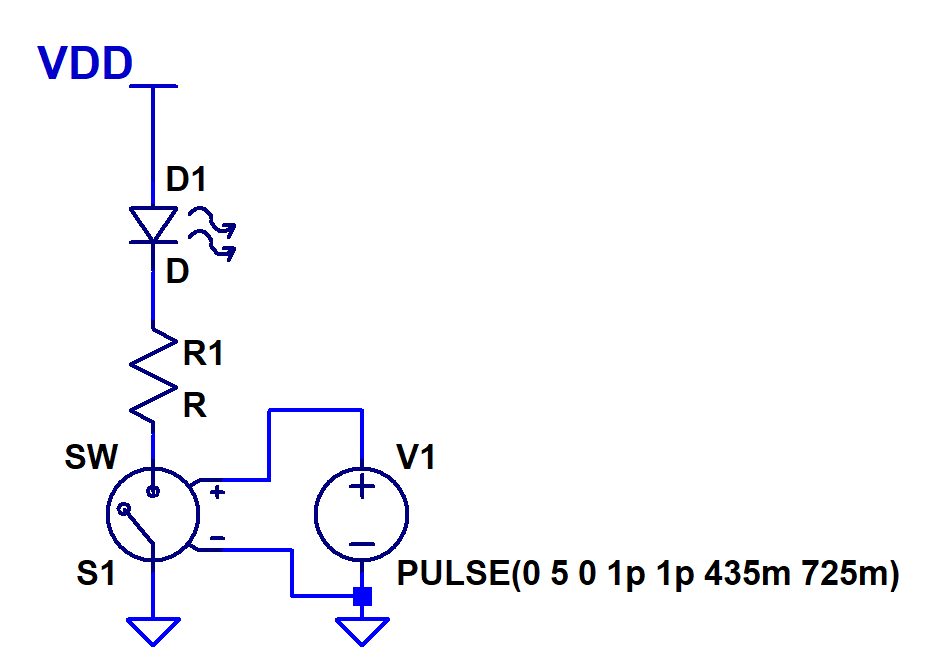 VDD
D1
D
R1
R
SW
V1
S1
PULSE(0 5 0 1p 1p 435m 725m)